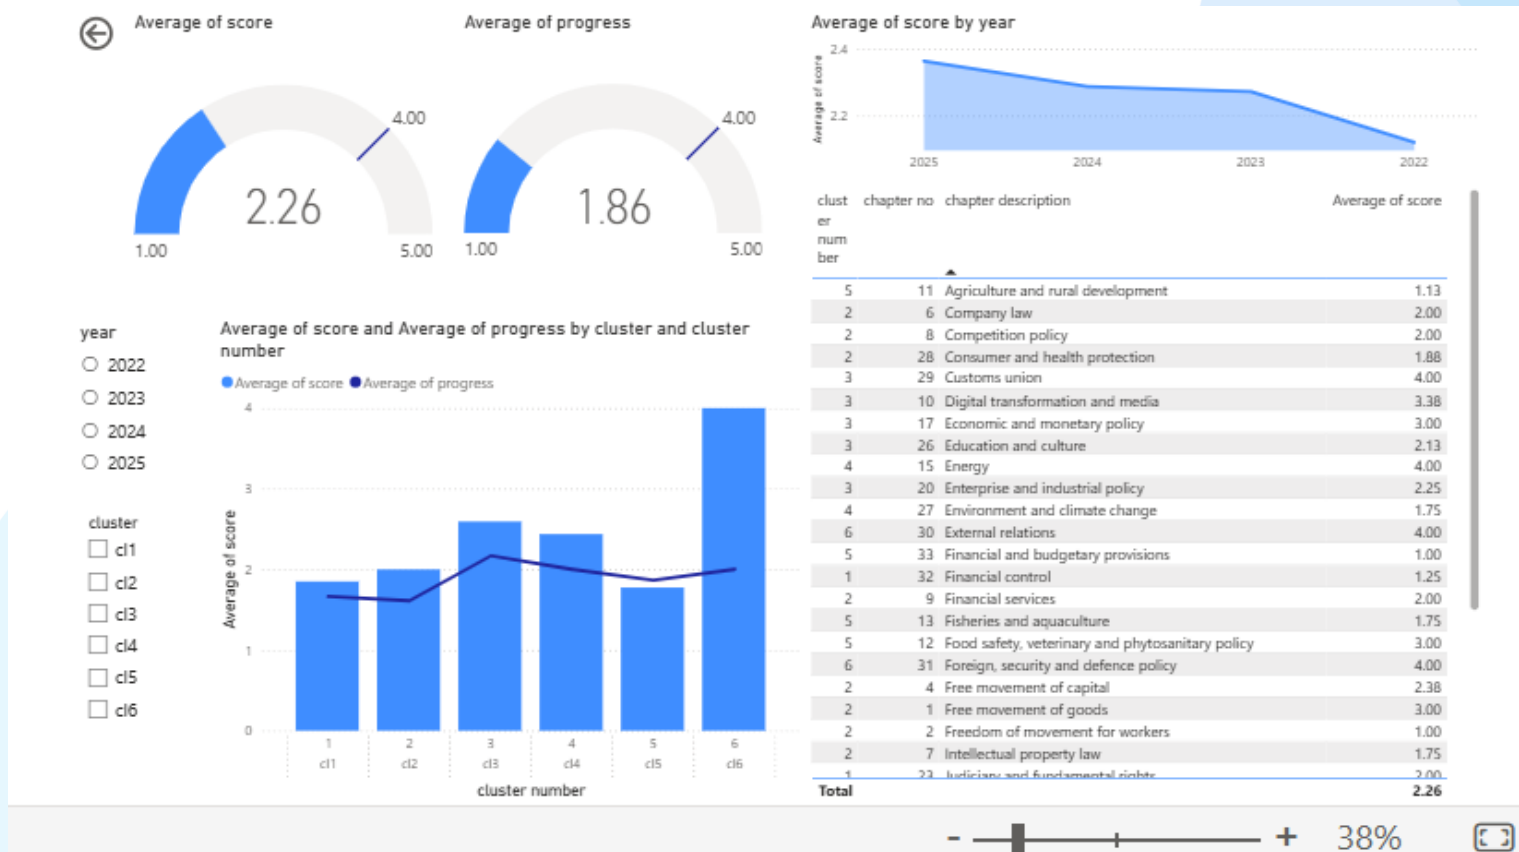 Average of score
2.26
4.00
1.00
5.00
Average of progress
1.86
4.00
1.00
5.00
Average of score by year
Average of score
2.4
2.2
2025 2024 2023 2022
year
2022
2023
2024
2025
cluster
cl1
cl2
cl3
cl4
cl5
cl6
Average of score and Average of progress by cluster and cluster
number
Average of score Average of progress
Average of score
4
3
2
1
0
1 2 3 4 5 6
cl1 cl2 cl3 cl4 cl5 cl6
cluster number
clust chapter no chapter description Average of score
er
num
ber
5 11 Agriculture and rural development 1.13
2 6 Company law 2.00
2 8 Competition policy 2.00
2 28 Consumer and health protection 1.88
3 29 Customs union 4.00
3 10 Digital transformation and media 3.38
3 17 Economic and monetary policy 3.00
3 26 Education and culture 2.13
4 15 Energy 4.00
3 20 Enterprise and industrial policy 2.25
4 27 Environment and climate change 1.75
6 30 External relations 4.00
5 33 Financial and budgetary provisions 1.00
1 32 Financial control 1.25
2 9 Financial services 2.00
5 13 Fisheries and aquaculture 1.75
5 12 Food safety, veterinary and phytosanitary policy 3.00
6 31 Foreign, security and defence policy 4.00
2 4 Free movement of capital 2.38
2 1 Free movement of goods 3.00
2 2 Freedom of movement for workers 1.00
2 7 Intellectual property law 1.75
1 23 Judiciary and fundamental rights 2.00
Total 2.26
- + 38%